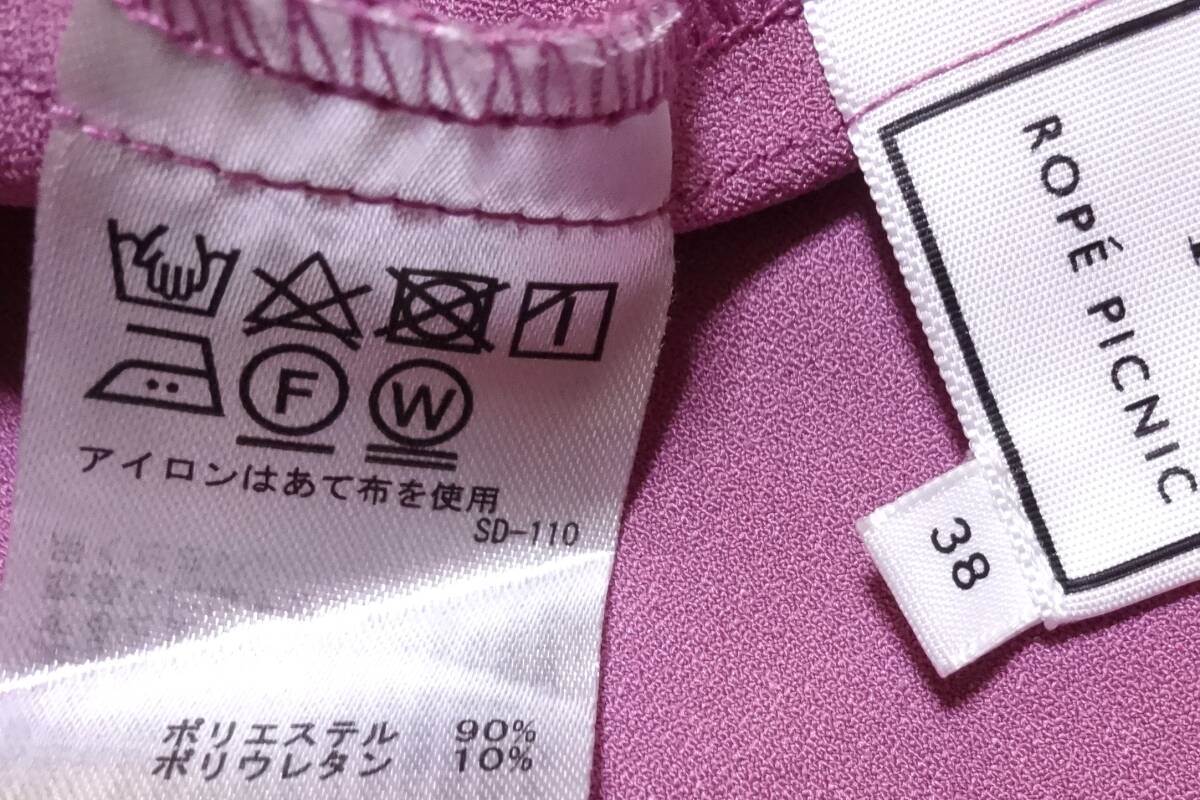 F W
アイロンはあて布を使用
SD-110
ポリエステル 90%
ポリウレタン 10%
ROPÉ PICNIC
38